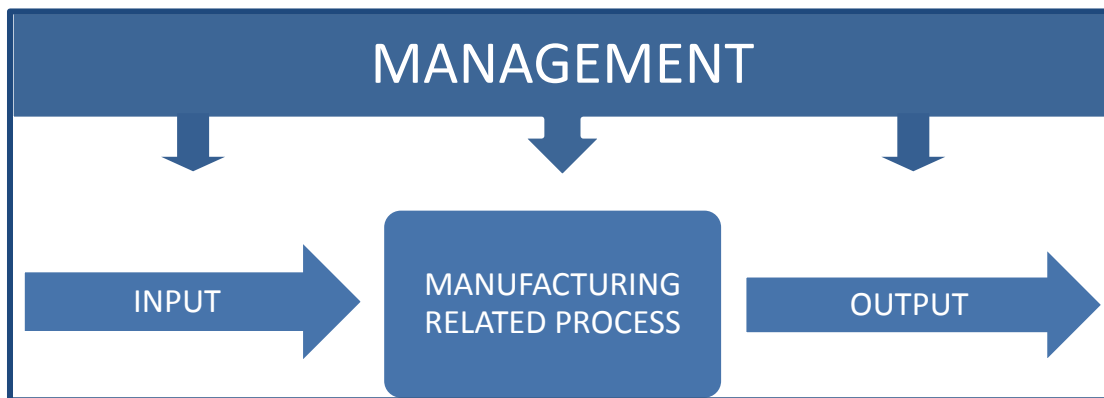 MANAGEMENT
INPUT
MANUFACTURING
RELATED PROCESS
OUTPUT